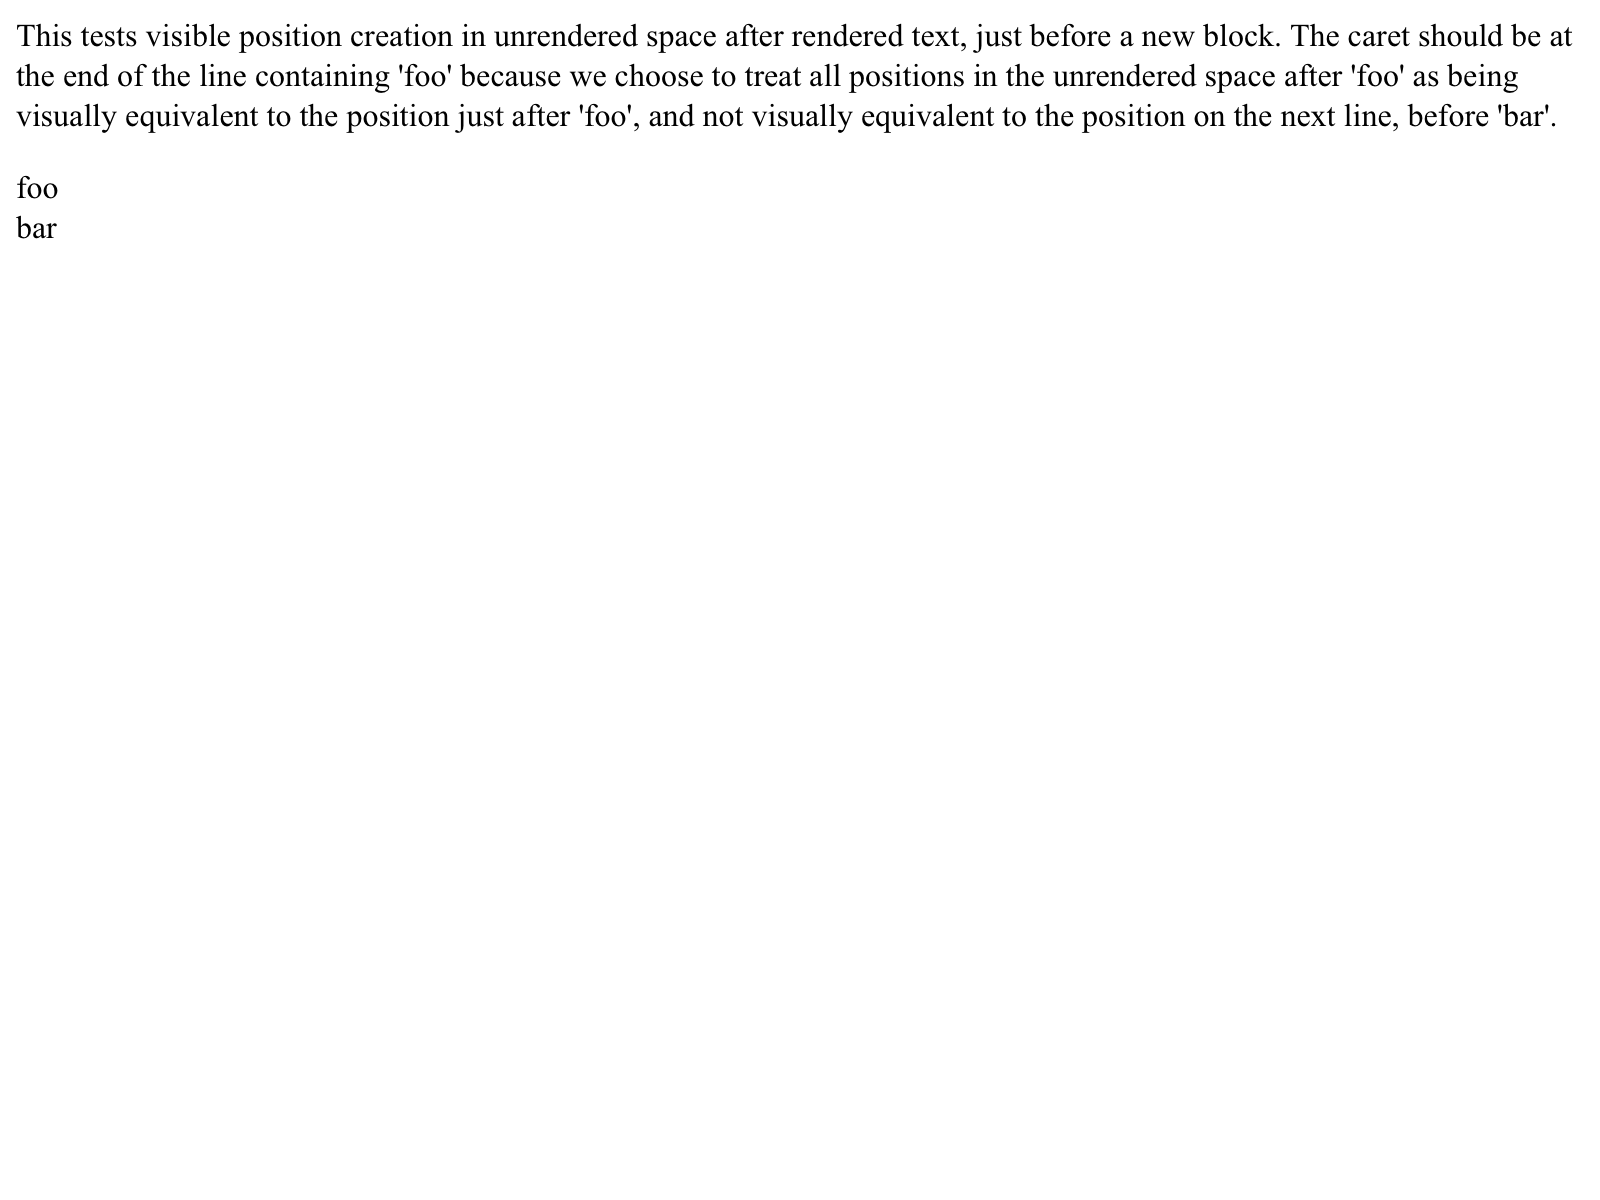 This tests visible position creation in unrendered space after rendered text, just before a new block. The caret should be at
the end of the line containing 'foo' because we choose to treat all positions in the unrendered space after 'foo' as being
visually equivalent to the position just after 'foo', and not visually equivalent to the position on the next line, before 'bar'.
foo
bar